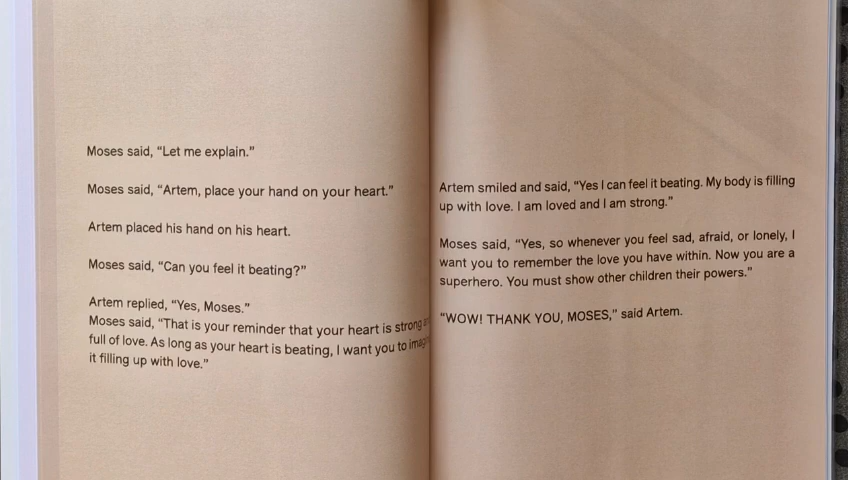 Moses said, “Let me explain.”
Moses said, “Artem, place your hand on your heart.”
Artem placed his hand on his heart.
Moses said, “Can you feel it beating?”
Artem replied, “Yes, Moses.”
Moses said, “That is your reminder that your heart is strong
full of love. As long as your heart is beating, I want you to
it filling up with love.”
Artem smiled and said, “Yes I can feel it beating. My body is filling
up with love. I am loved and I am strong.”
Moses said, “Yes, so whenever you feel sad, afraid, or lonely, I
want you to remember the love you have within. Now you are a
superhero. You must show other children their powers.”
“WOW! THANK YOU, MOSES,” said Artem.